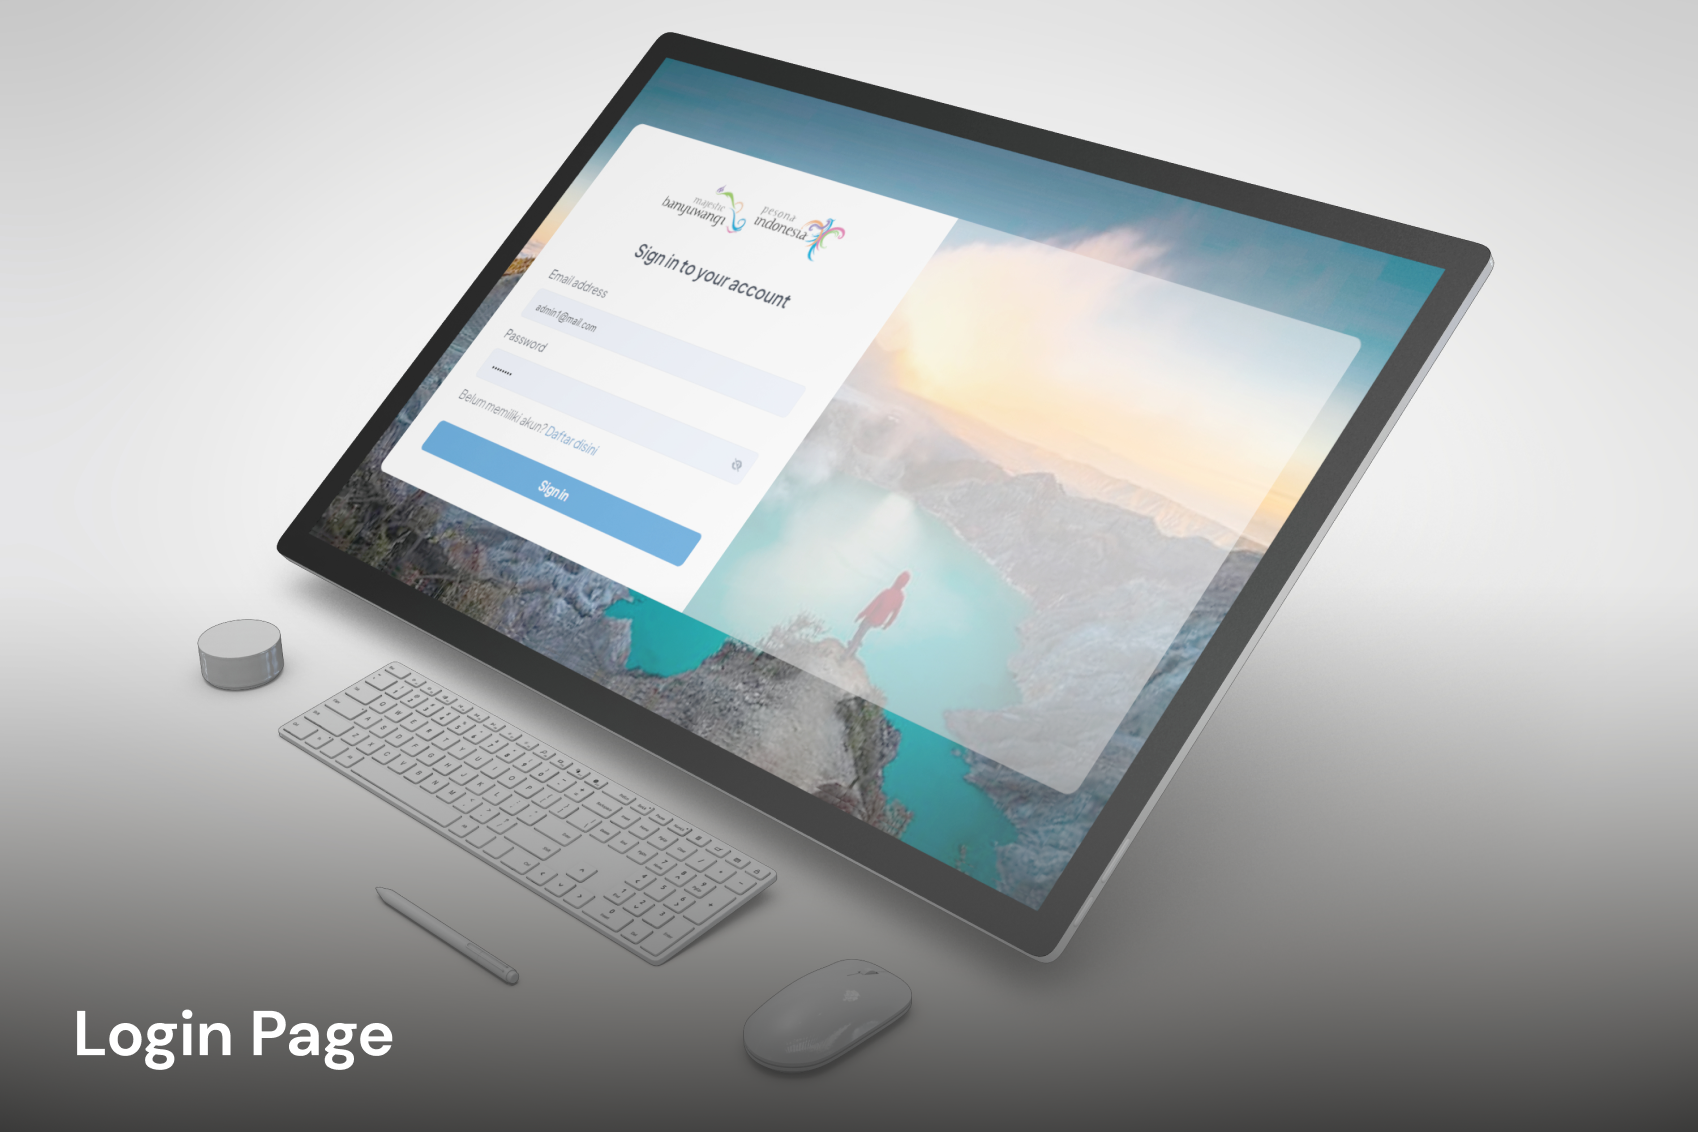 majestic
banyuwangi
pesona
indonesia
Sign in to your account
Email address
admin1@mail.com
Password
••••••••
Belum memiliki akun? Daftar disini
Sign in
Login Page